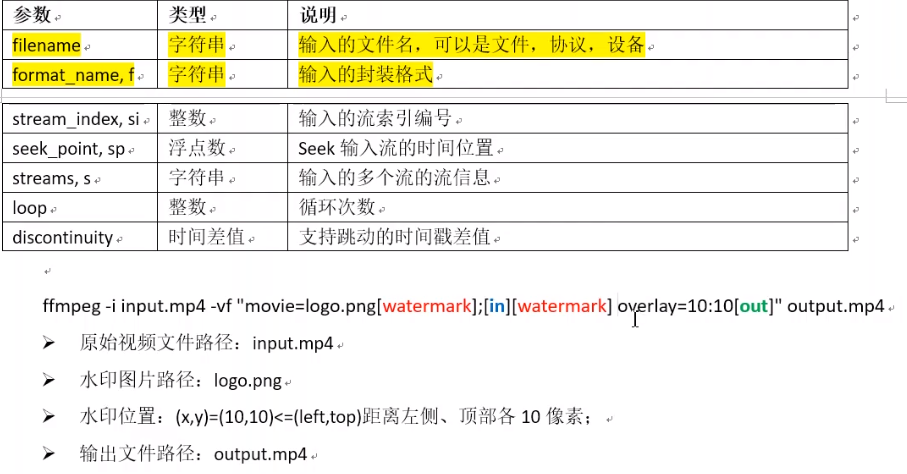 参数 类型 说明
filename 字符串 输入的文件名，可以是文件，协议，设备
format_name, f 字符串 输入的封装格式
stream_index, si 整数 输入的流索引编号
seek_point, sp 浮点数 Seek 输入流的时间位置
streams, s 字符串 输入的多个流的流信息
loop 整数 循环次数
discontinuity 时间差值 支持跳动的时间戳差值
ffmpeg -i input.mp4 -vf "movie=logo.png[watermark];[in][watermark] overlay=10:10[out]" output.mp4
➤ 原始视频文件路径：input.mp4
➤ 水印图片路径：logo.png
➤ 水印位置：(x,y)=(10,10)<=(left,top)距离左侧、顶部各 10 像素；
➤ 输出文件路径：output.mp4